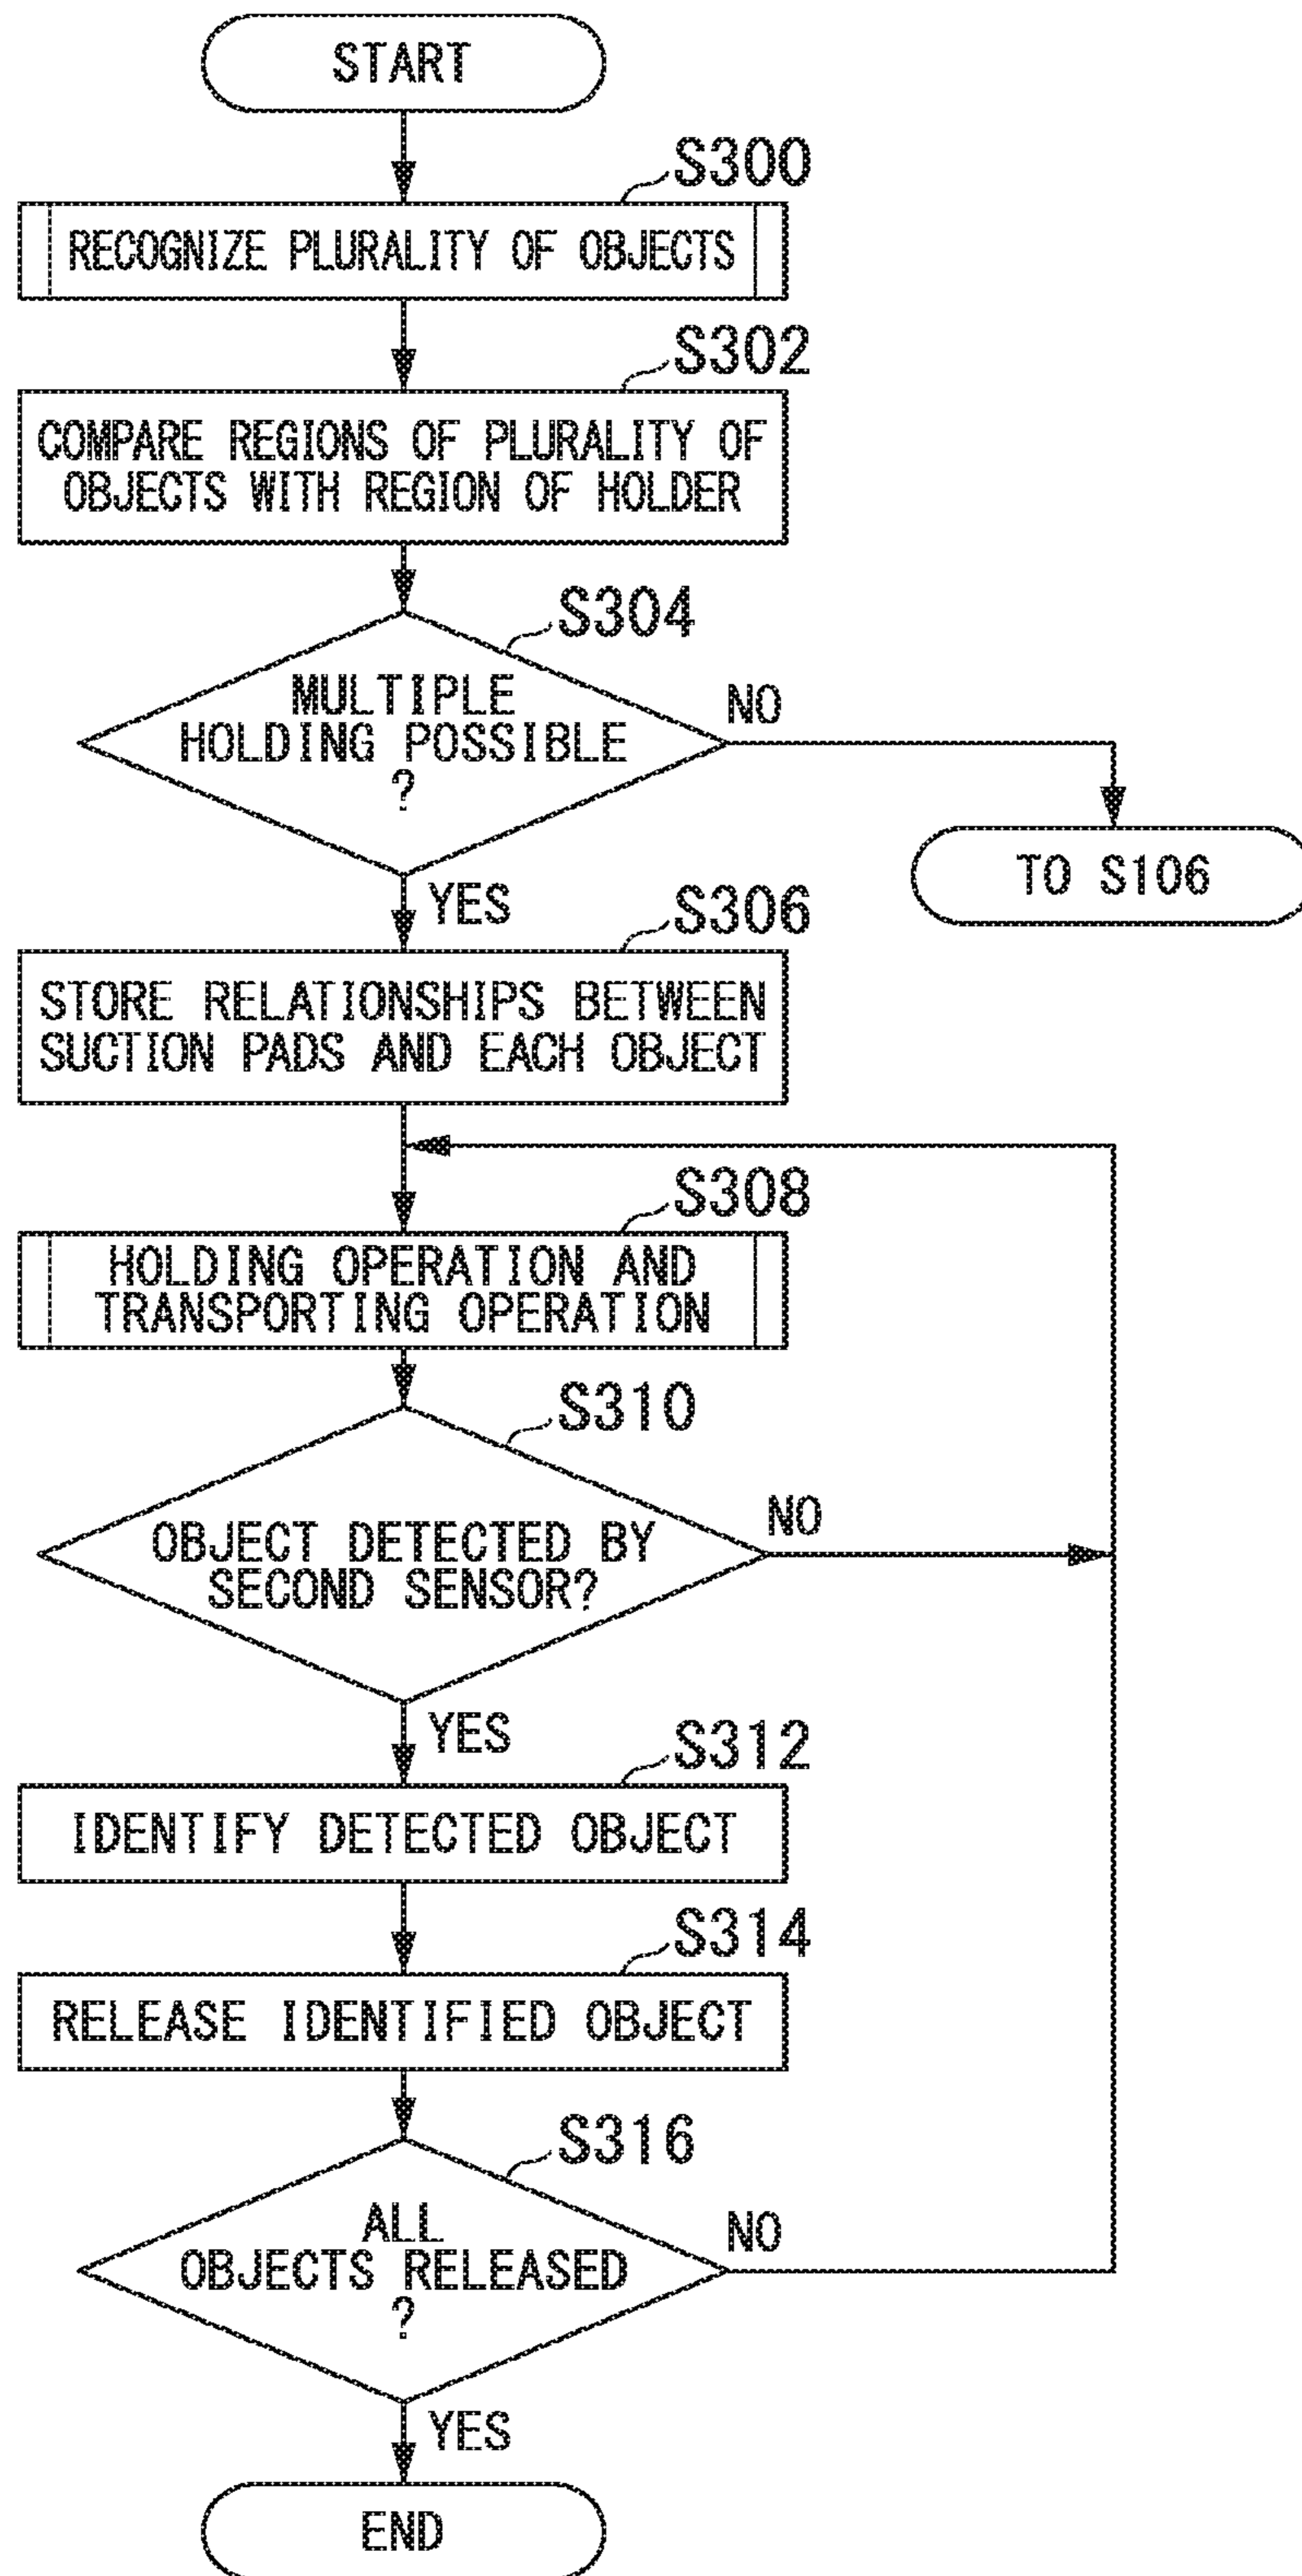 START
S300
RECOGNIZE PLURALITY OF OBJECTS
S302
COMPARE REGIONS OF PLURALITY OF
OBJECTS WITH REGION OF HOLDER
S304
MULTIPLE
HOLDING POSSIBLE
?
NO
TO S106
YES
S306
STORE RELATIONSHIPS BETWEEN
SUCTION PADS AND EACH OBJECT
S308
HOLDING OPERATION AND
TRANSPORTING OPERATION
S310
OBJECT DETECTED BY
SECOND SENSOR?
NO
YES
S312
IDENTIFY DETECTED OBJECT
S314
RELEASE IDENTIFIED OBJECT
S316
ALL
OBJECTS RELEASED
?
NO
YES
END